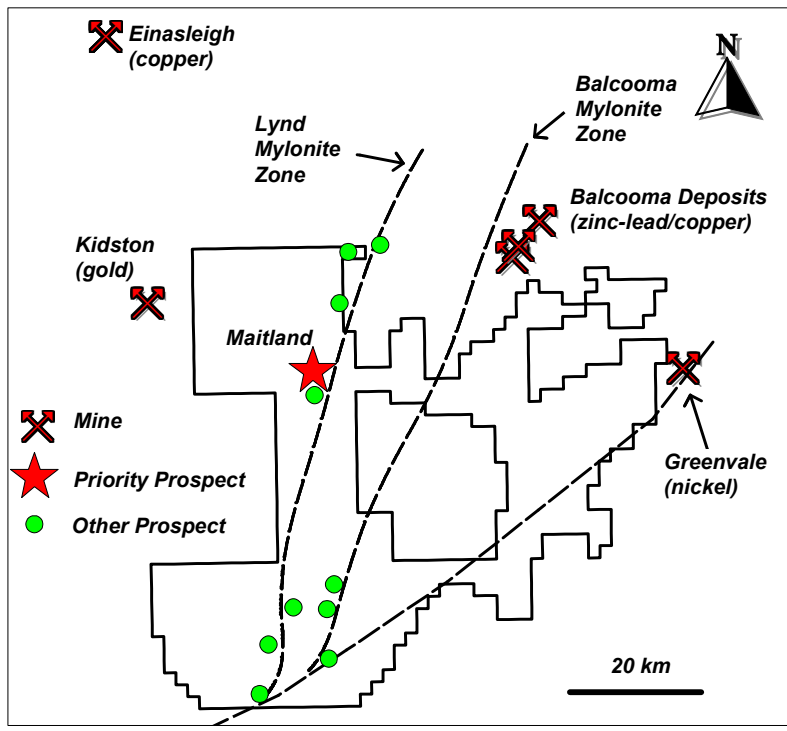 Einasleigh
(copper)
N
Balcooma
Mylonite
Zone
Lynd
Mylonite
Zone
Balcooma Deposits
(zinc-lead/copper)
Kidston
(gold)
Maitland
Mine
Priority Prospect
Other Prospect
Greenvale
(nickel)
20 km